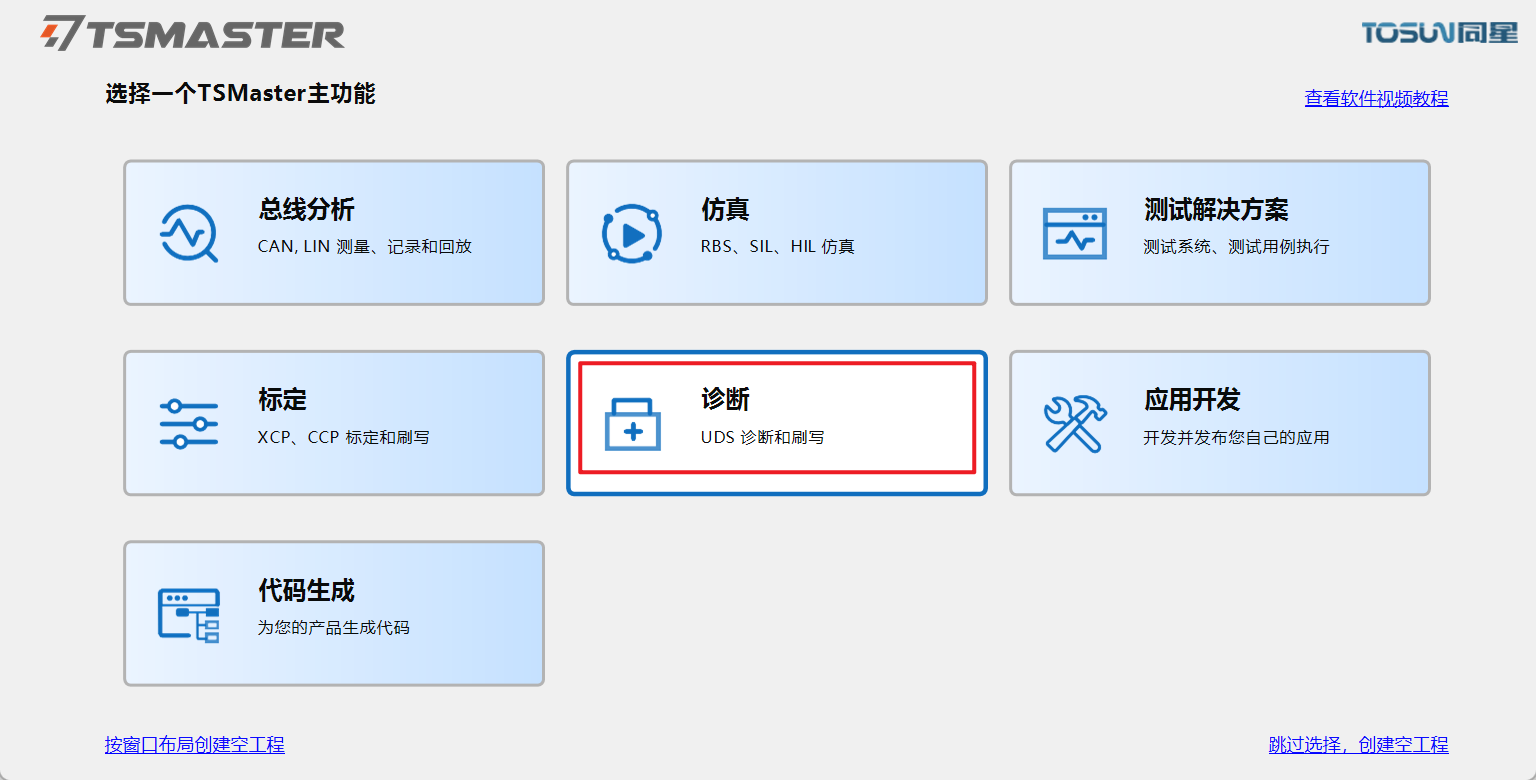 TSMASTER
TOSUN同星
选择一个TSMaster主功能
查看软件视频教程
总线分析
CAN, LIN 测量、记录和回放
仿真
RBS、SIL、HIL 仿真
测试解决方案
测试系统、测试用例执行
标定
XCP、CCP 标定和刷写
诊断
UDS 诊断和刷写
应用开发
开发并发布您自己的应用
代码生成
为您的产品生成代码
按窗口布局创建空工程
跳过选择，创建空工程